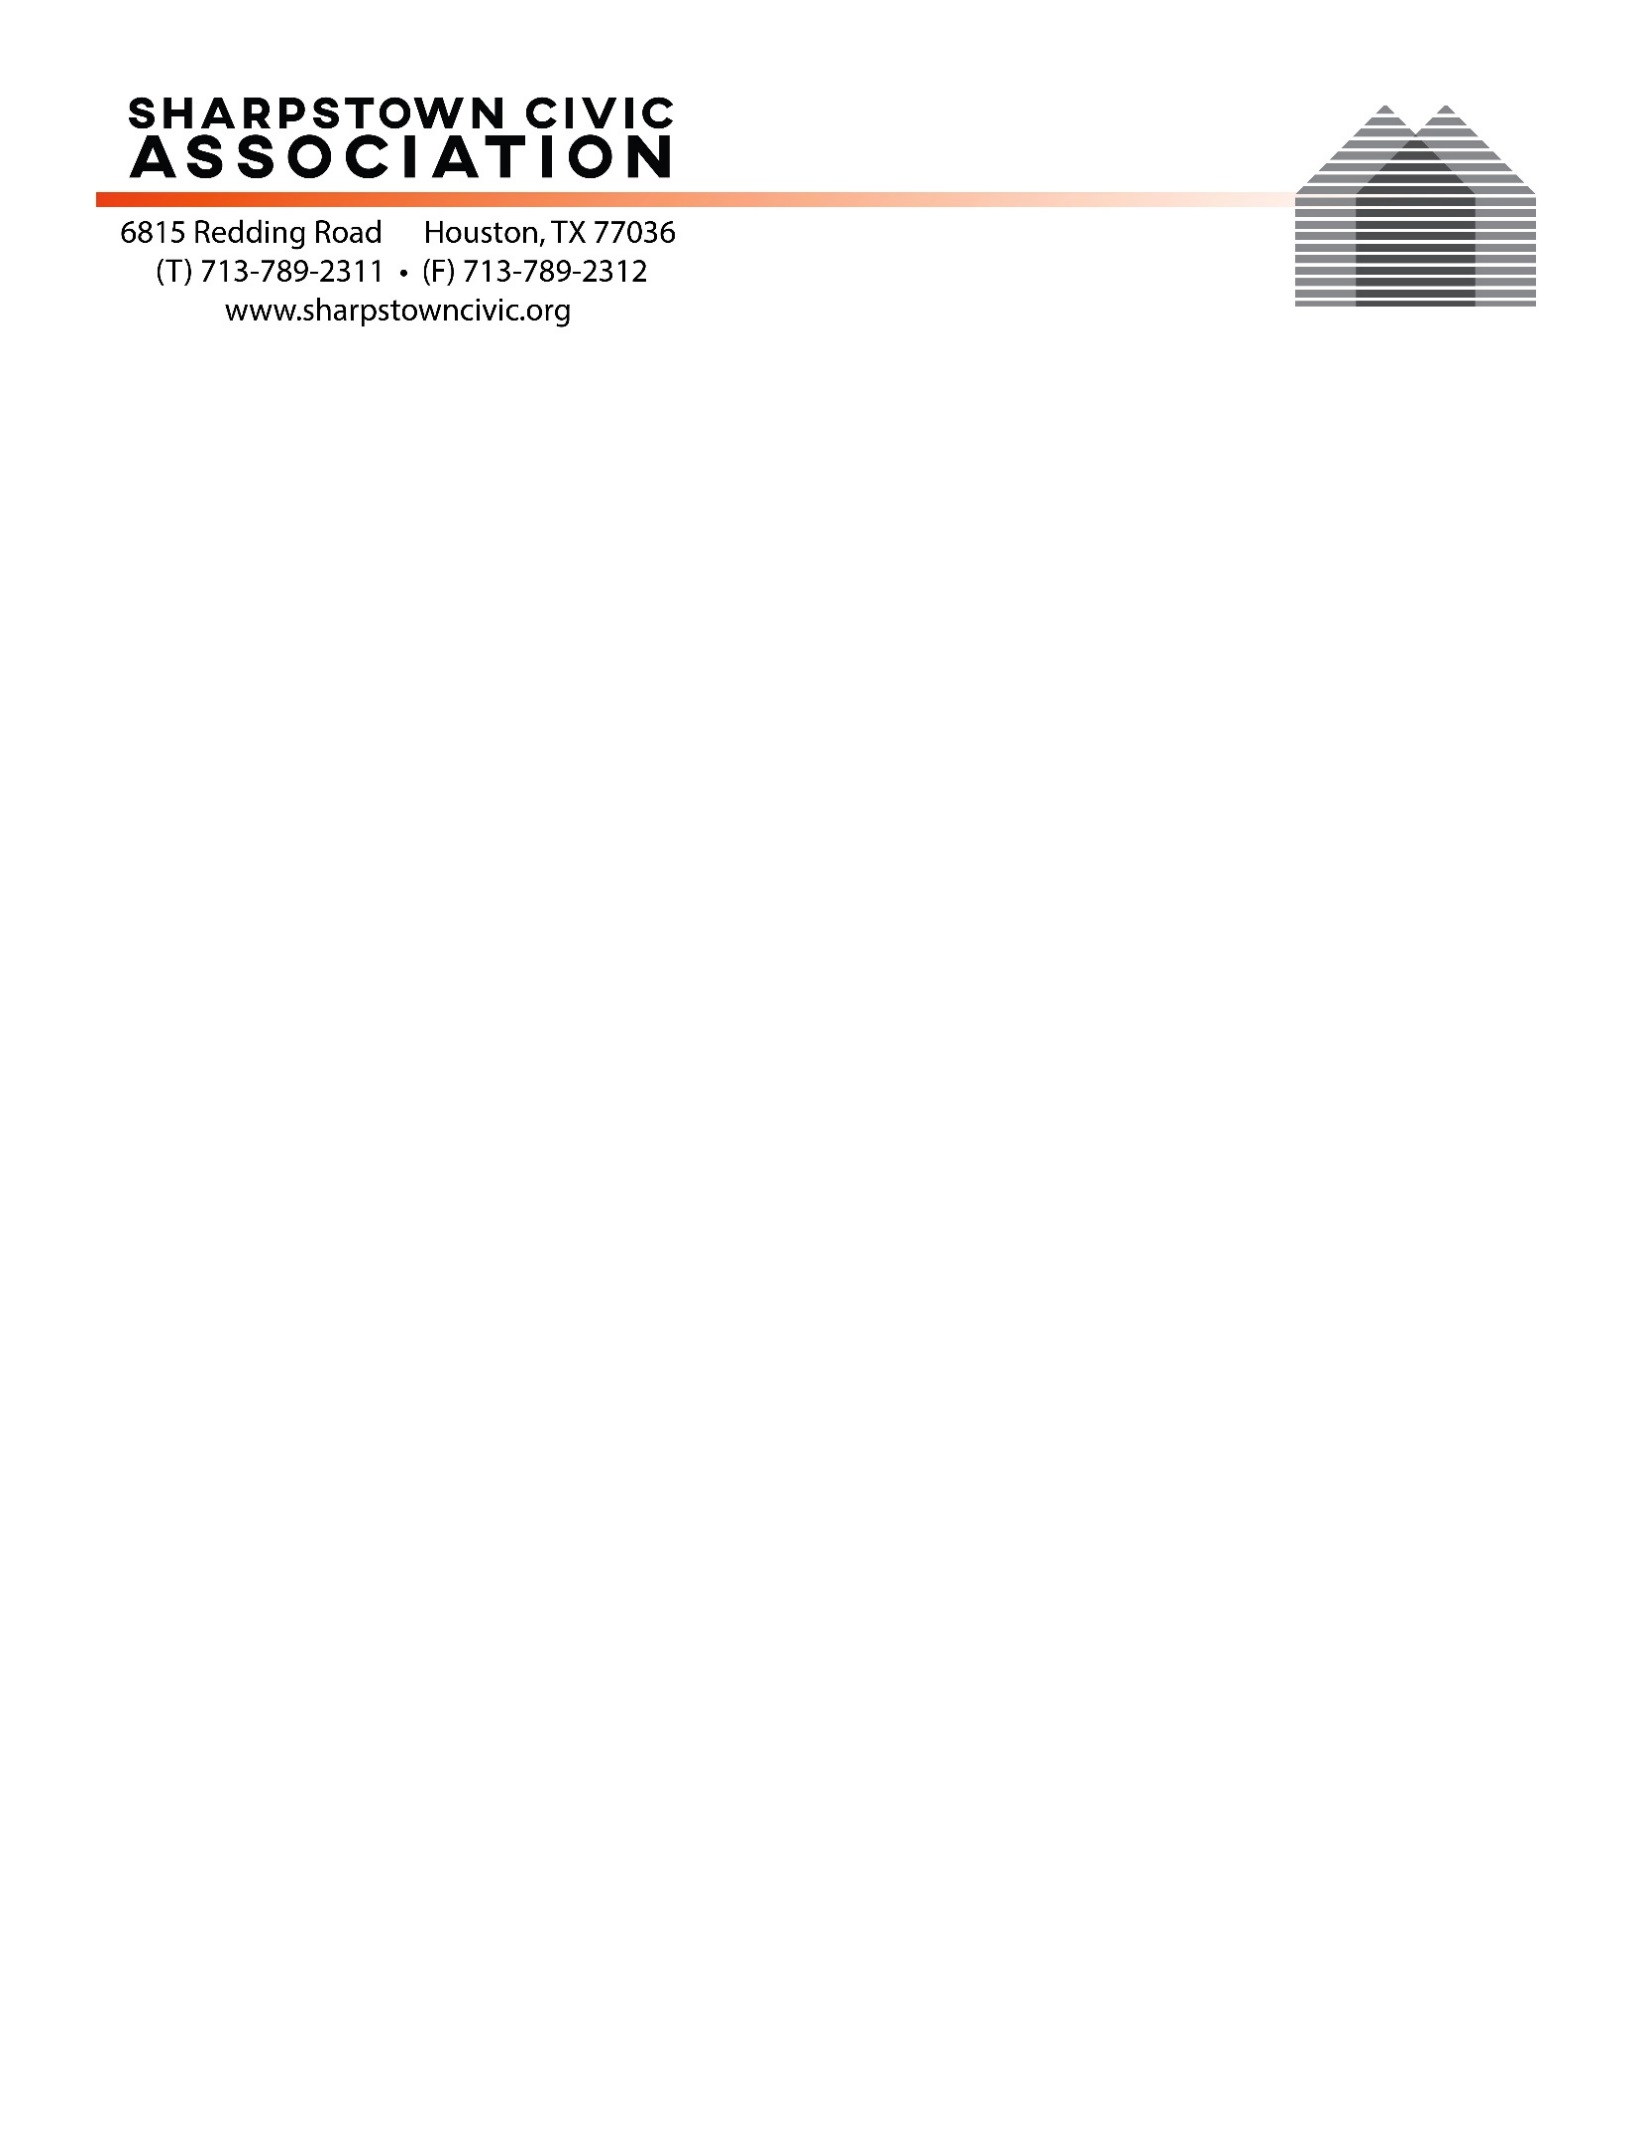 SHARPSTOWN CIVIC
ASSOCIATION
6815 Redding Road Houston, TX 77036
(T) 713-789-2311 • (F) 713-789-2312
www.sharpstowncivic.org